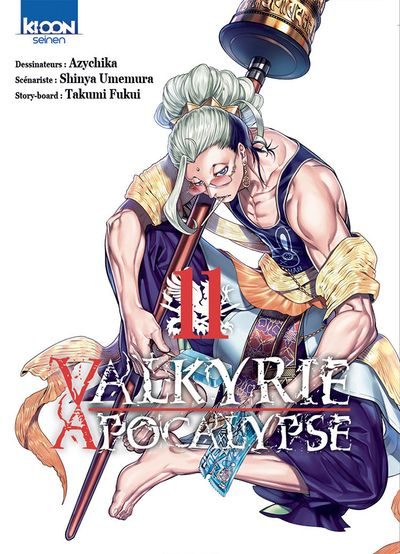 KI-OON
seinen
Dessinateurs : Azychika
Scénariste : Shinya Umemura
Story-board : Takumi Fukui
11
VALKYRIE
APOCALYPSE